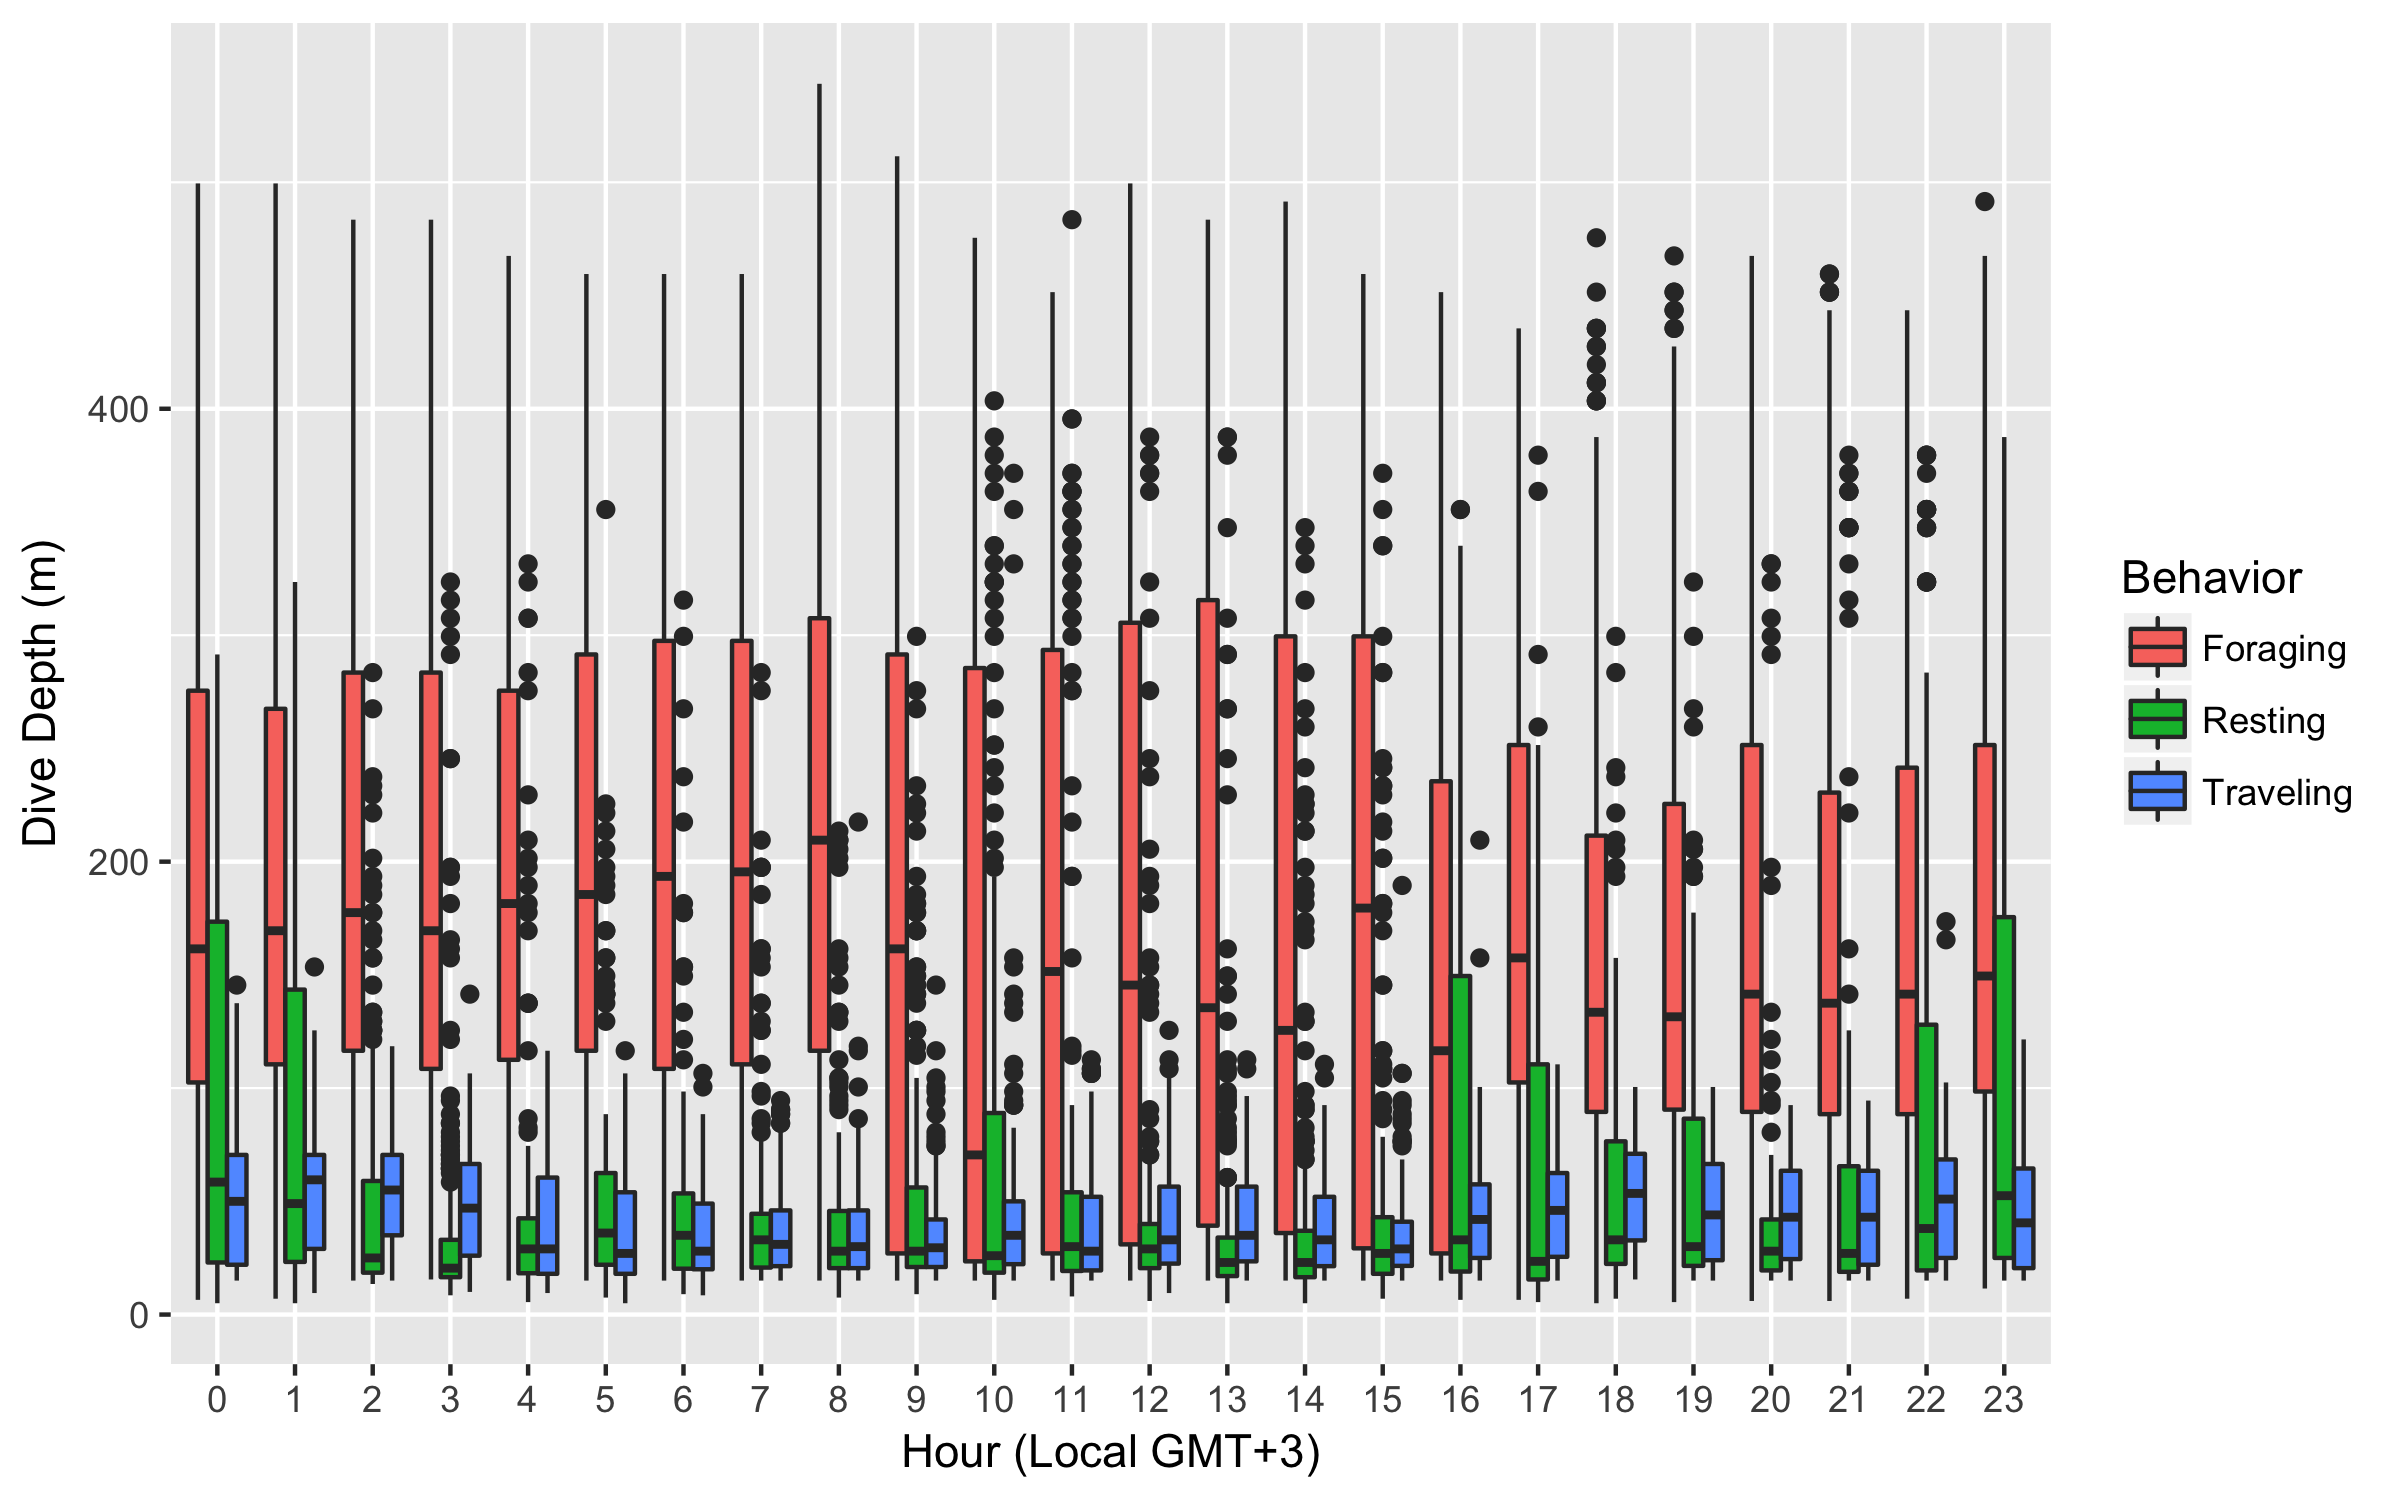 Dive Depth (m)
400
200
0
0 1 2 3 4 5 6 7 8 9 10 11 12 13 14 15 16 17 18 19 20 21 22 23
Hour (Local GMT+3)
Behavior
Foraging
Resting
Traveling